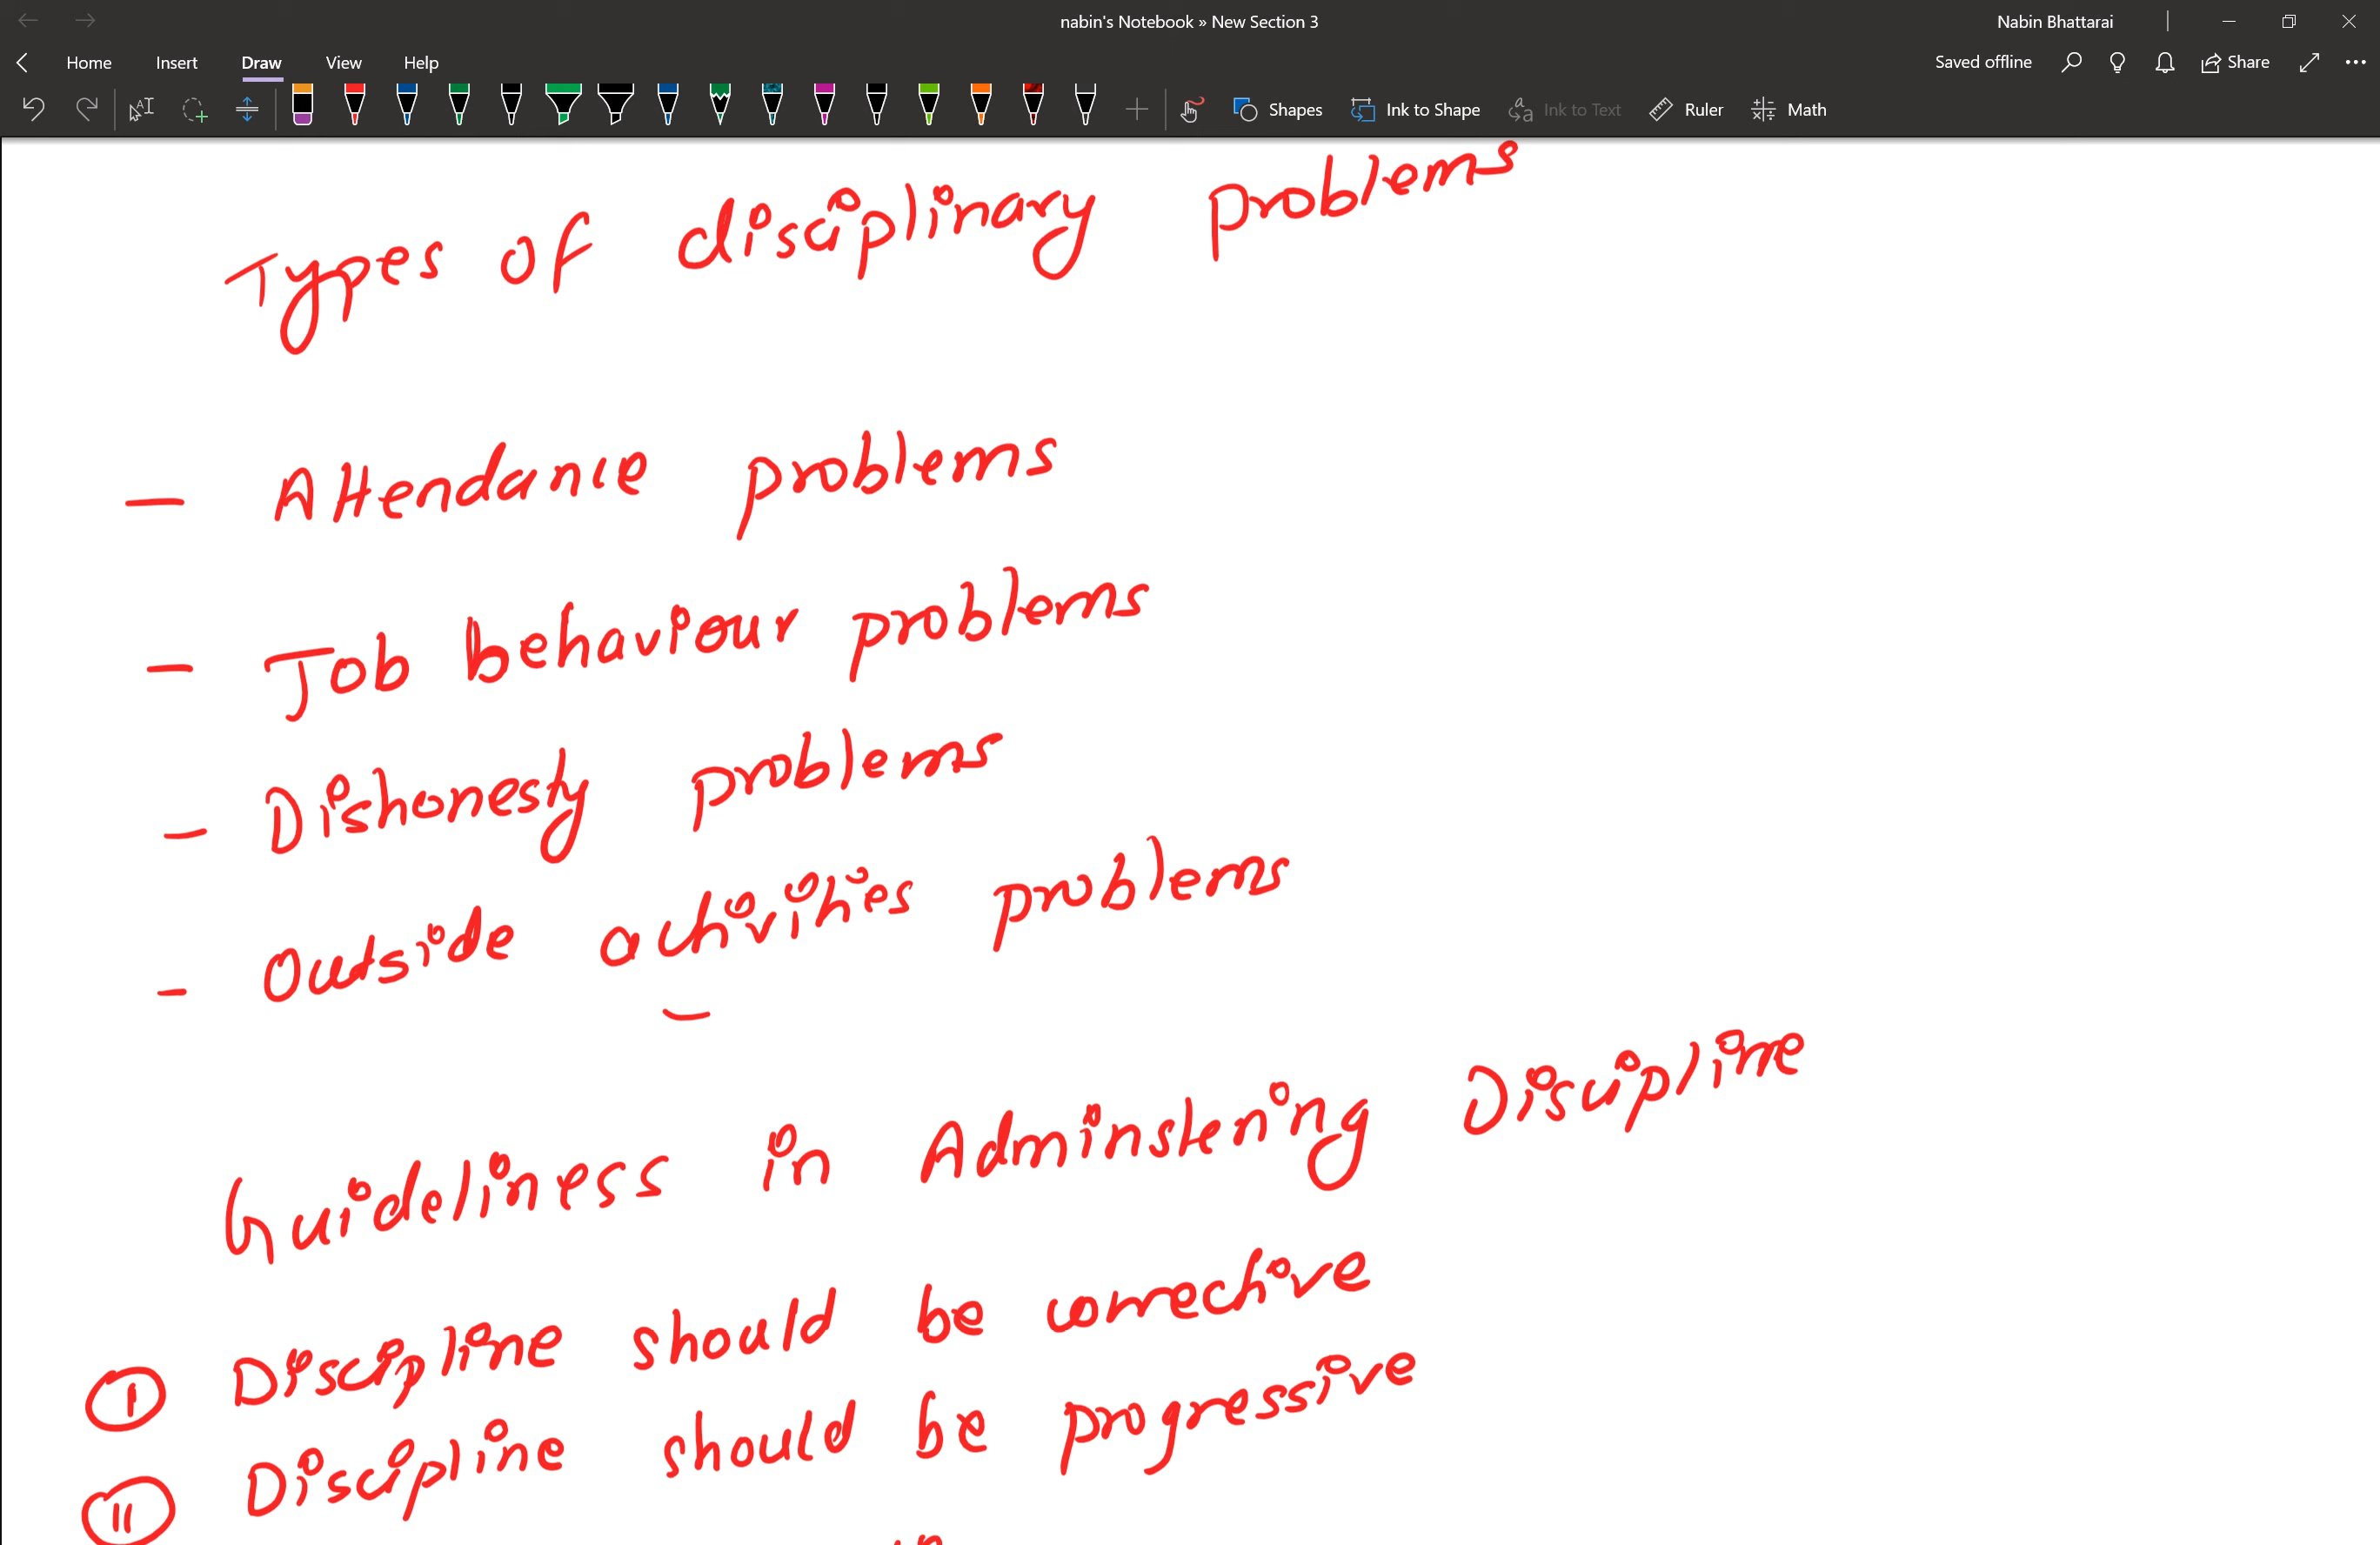 nabin's Notebook » New Section 3
Nabin Bhattarai
Home Insert Draw View Help
Saved offline
Share
Shapes
Ink to Shape
Ink to Text
Ruler
Math
Types of disciplinary problems
— Attendance problems
— Job behaviour problems
— Dishonesty problems
- Outside activities problems
Guideliness in Adminstering Discipline
I Discipline should be corrective
II Discipline should be progressive